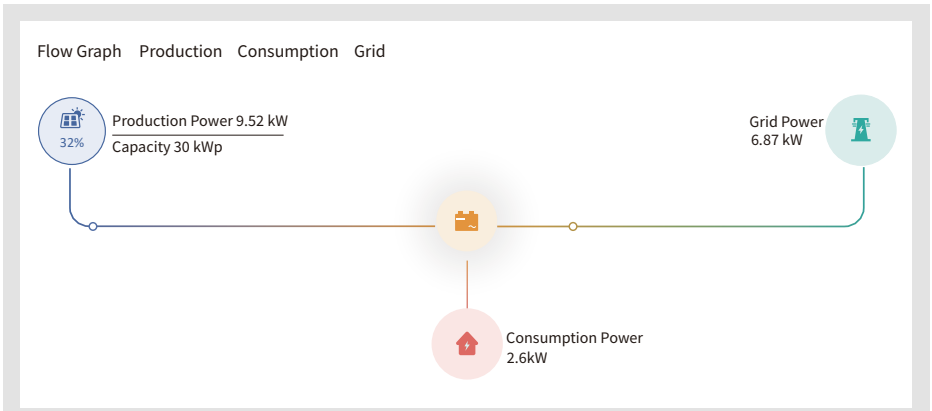 Flow Graph Production Consumption Grid
Production Power 9.52 kW
32%
Capacity 30 kWp
Grid Power
6.87 kW
Consumption Power
2.6kW